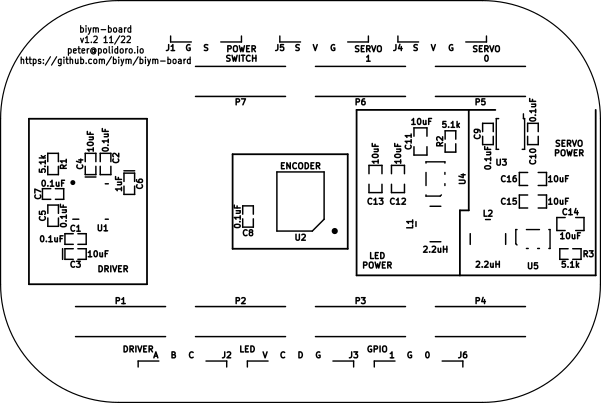 biym-board
v1.2 11/22
peter@polidoro.io
https://github.com/biym/biym-board
J1 G S POWER SWITCH
J5 S V G SERVO 1
J4 S V G SERVO 0
P7
P6
P5
5.1k
R1
10uF
C4
0.1uF
C2
0.1uF
C7
1uF
C6
C5
0.1uF
C1
0.1uF
U1
10uF
C3
DRIVER
ENCODER
0.1uF
C8
U2
10uF
C11
5.1k
R2
10uF
10uF
C13
C12
U4
L1
2.2uH
LED
POWER
C9
0.1uF
U3
0.1uF
C10
SERVO
POWER
C16
10uF
C15
10uF
L2
C14
10uF
2.2uH
U5
R3
5.1k
P1
P2
P3
P4
DRIVER
A B C J2
LED
V C D G J3
GPIO
1 G 0 J6